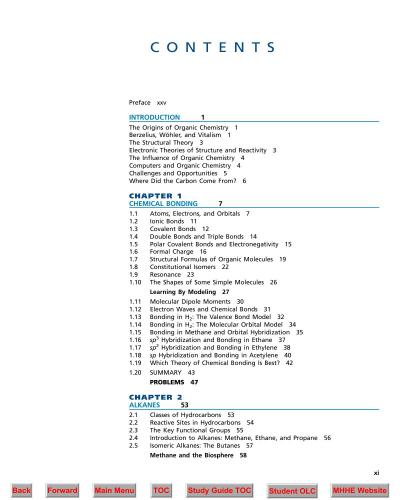 CONTENTS
Preface xxv
INTRODUCTION 1
The Origins of Organic Chemistry 1
Berzelius, Wöhler, and Vitalism 1
The Structural Theory 3
Electronic Theories of Structure and Reactivity 3
The Influence of Organic Chemistry 4
Computers and Organic Chemistry 4
Challenges and Opportunities 5
Where Did the Carbon Come From? 6
CHAPTER 1
CHEMICAL BONDING 7
1.1 Atoms, Electrons, and Orbitals 7
1.2 Ionic Bonds 11
1.3 Covalent Bonds 12
1.4 Double Bonds and Triple Bonds 14
1.5 Polar Covalent Bonds and Electronegativity 15
1.6 Formal Charge 16
1.7 Structural Formulas of Organic Molecules 19
1.8 Constitutional Isomers 22
1.9 Resonance 23
1.10 The Shapes of Some Simple Molecules 26
Learning By Modeling 27
1.11 Molecular Dipole Moments 30
1.12 Electron Waves and Chemical Bonds 31
1.13 Bonding in H₂: The Valence Bond Model 32
1.14 Bonding in H₂: The Molecular Orbital Model 34
1.15 Bonding in Methane and Orbital Hybridization 35
1.16 sp³ Hybridization and Bonding in Ethane 37
1.17 sp² Hybridization and Bonding in Ethylene 38
1.18 sp Hybridization and Bonding in Acetylene 40
1.19 Which Theory of Chemical Bonding Is Best? 42
1.20 SUMMARY 43
PROBLEMS 47
CHAPTER 2
ALKANES 53
2.1 Classes of Hydrocarbons 53
2.2 Reactive Sites in Hydrocarbons 54
2.3 The Key Functional Groups 55
2.4 Introduction to Alkanes: Methane, Ethane, and Propane 56
2.5 Isomeric Alkanes: The Butanes 57
Methane and the Biosphere 58
xi
Back Forward Main Menu TOC Study Guide TOC Student OLC MHHE Website